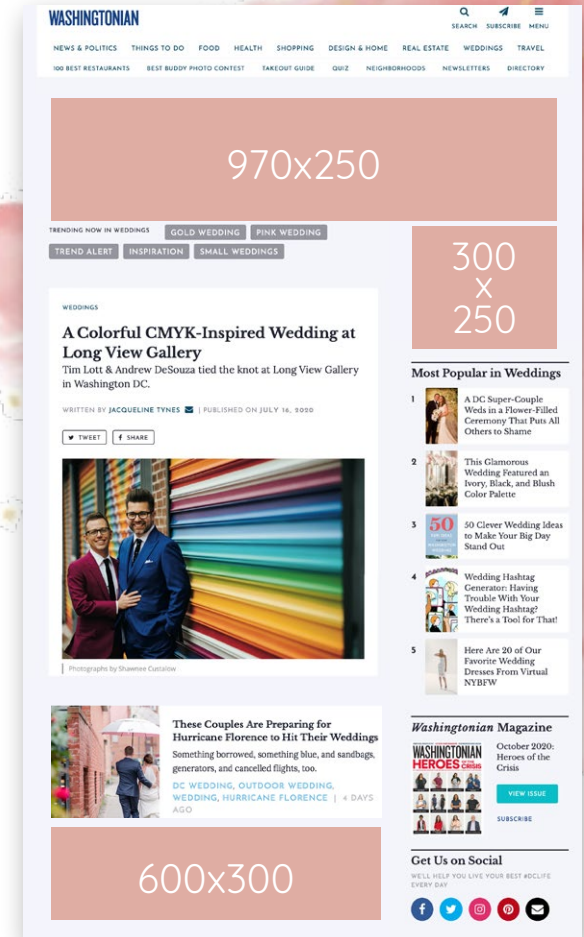 WASHINGTONIAN
SEARCH SUBSCRIBE MENU
NEWS & POLITICS THINGS TO DO FOOD HEALTH SHOPPING DESIGN & HOME REAL ESTATE WEDDINGS TRAVEL
100 BEST RESTAURANTS BEST BUDDY PHOTO CONTEST TAKEOUT GUIDE QUIZ NEIGHBORHOODS NEWSLETTERS DIRECTORY
970x250
TRENDING NOW IN WEDDINGS GOLD WEDDING PINK WEDDING
TREND ALERT INSPIRATION SMALL WEDDINGS
300
x
250
WEDDINGS
A Colorful CMYK-Inspired Wedding at
Long View Gallery
Tim Lott & Andrew DeSouza tied the knot at Long View Gallery
in Washington DC.
WRITTEN BY JACQUELINE TYNES | PUBLISHED ON JULY 16, 2020
TWEET f SHARE
Photographs by Shawnee Custalow
These Couples Are Preparing for
Hurricane Florence to Hit Their Weddings
Something borrowed, something blue, and sandbags,
generators, and cancelled flights, too.
DC WEDDING, OUTDOOR WEDDING,
WEDDING, HURRICANE FLORENCE | 4 DAYS
AGO
600x300
Most Popular in Weddings
1
A DC Super-Couple
Weds in a Flower-Filled
Ceremony That Puts All
Others to Shame
2
This Glamorous
Wedding Featured an
Ivory, Black, and Blush
Color Palette
3
50
50 Clever Wedding Ideas
to Make Your Big Day
Stand Out
4
Wedding Hashtag
Generator: Having
Trouble With Your
Wedding Hashtag?
There's a Tool for That!
5
Here Are 20 of Our
Favorite Wedding
Dresses From Virtual
NYBFW
Washingtonian Magazine
WASHINGTONIAN
HEROES OF THE CRISIS
October 2020:
Heroes of the
Crisis
VIEW ISSUE
SUBSCRIBE
Get Us on Social
WE'LL HELP YOU LIVE YOUR BEST #DCLIFE
EVERY DAY